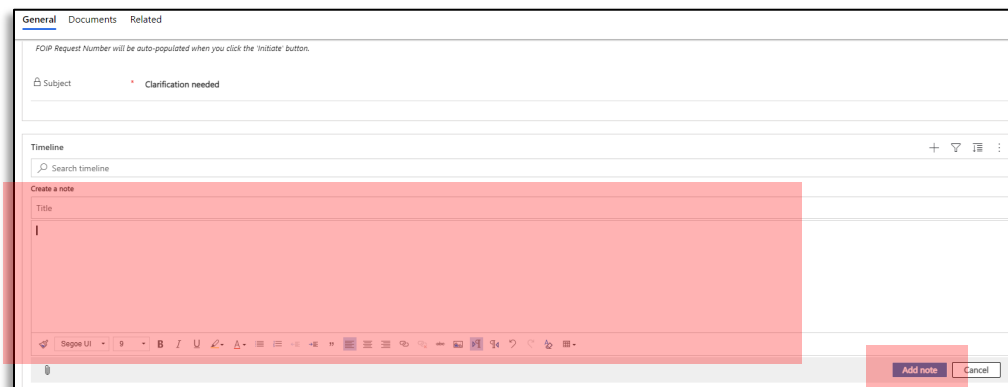 General Documents Related
FOIP Request Number will be auto-populated when you click the 'Initiate' button.
Subject * Clarification needed
Timeline
Search timeline
Create a note
Title
Segoe UI 9 B I U A
Add note Cancel